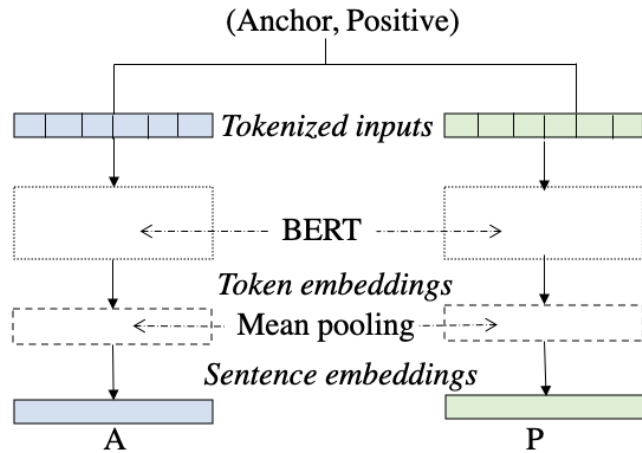 (Anchor, Positive)
Tokenized inputs
BERT
Token embeddings
Mean pooling
Sentence embeddings
A
P